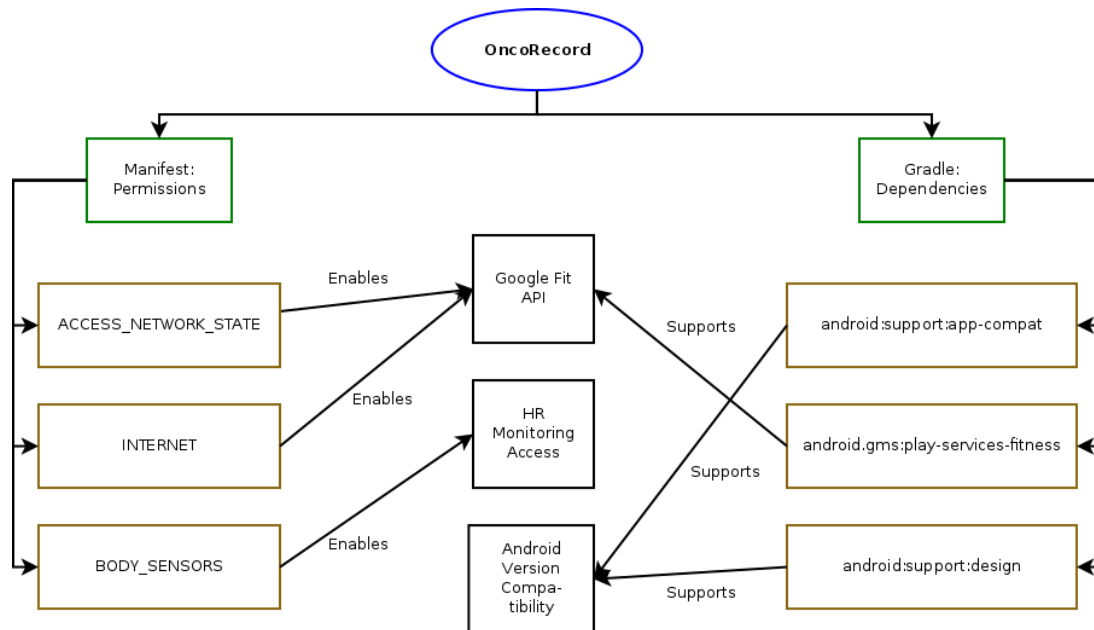 OncoRecord
Manifest:
Permissions
Gradle:
Dependencies
Google Fit
API
Enables
ACCESS_NETWORK_STATE
Supports
android:support:app-compat
Enables
HR
Monitoring
Access
INTERNET
android.gms:play-services-fitness
Supports
Enables
Android
Version
Compa-
tibility
BODY_SENSORS
android:support:design
Supports